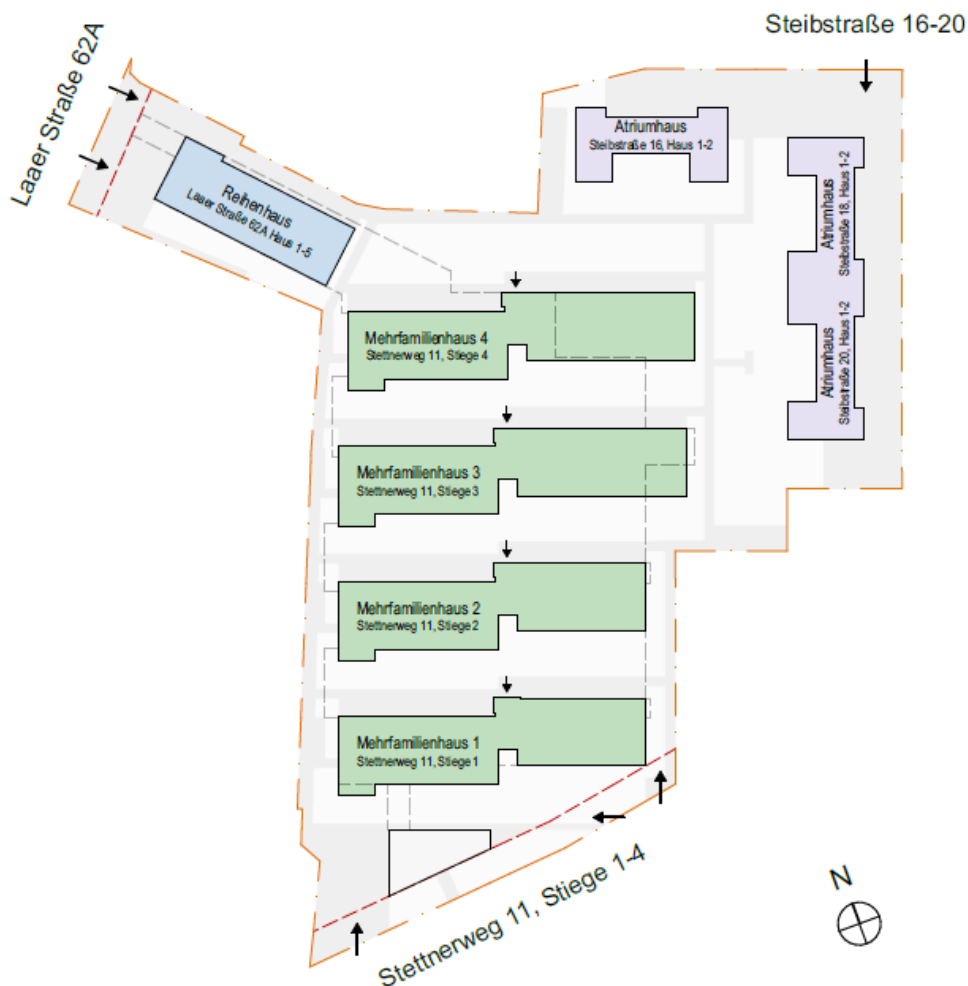 Steibstraße 16-20
Laaer Straße 62A
Atriumhaus
Steibstraße 16, Haus 1-2
Atriumhaus
Steibstraße 18, Haus 1-2
Reihenhaus
Laaer Straße 62A Haus 1-5
Atriumhaus
Steibstraße 20, Haus 1-2
Mehrfamilienhaus 4
Stettnerweg 11, Stiege 4
Mehrfamilienhaus 3
Stettnerweg 11, Stiege 3
Mehrfamilienhaus 2
Stettnerweg 11, Stiege 2
Mehrfamilienhaus 1
Stettnerweg 11, Stiege 1
Stettnerweg 11, Stiege 1-4
N